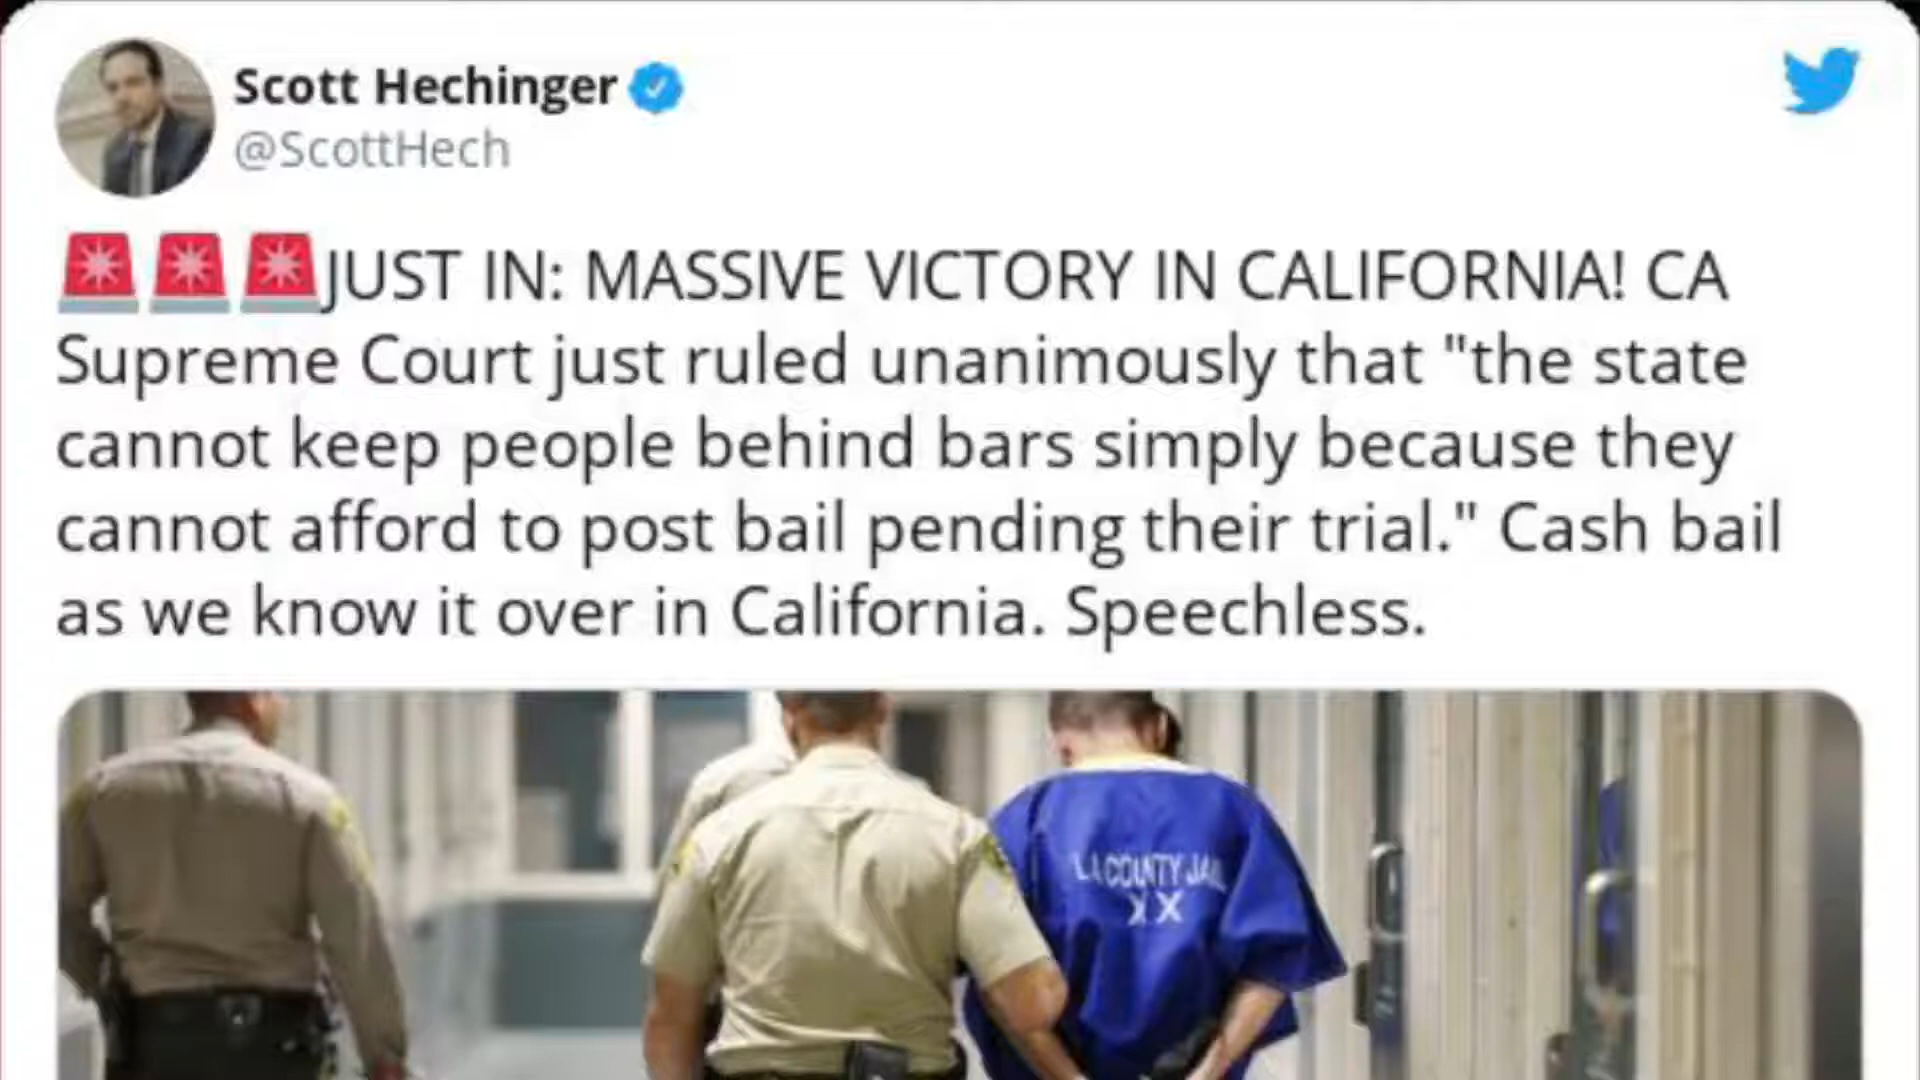 Scott Hechinger
@ScottHech
🚨🚨🚨JUST IN: MASSIVE VICTORY IN CALIFORNIA! CA
Supreme Court just ruled unanimously that "the state
cannot keep people behind bars simply because they
cannot afford to post bail pending their trial." Cash bail
as we know it over in California. Speechless.
LA COUNTY JAIL
XX